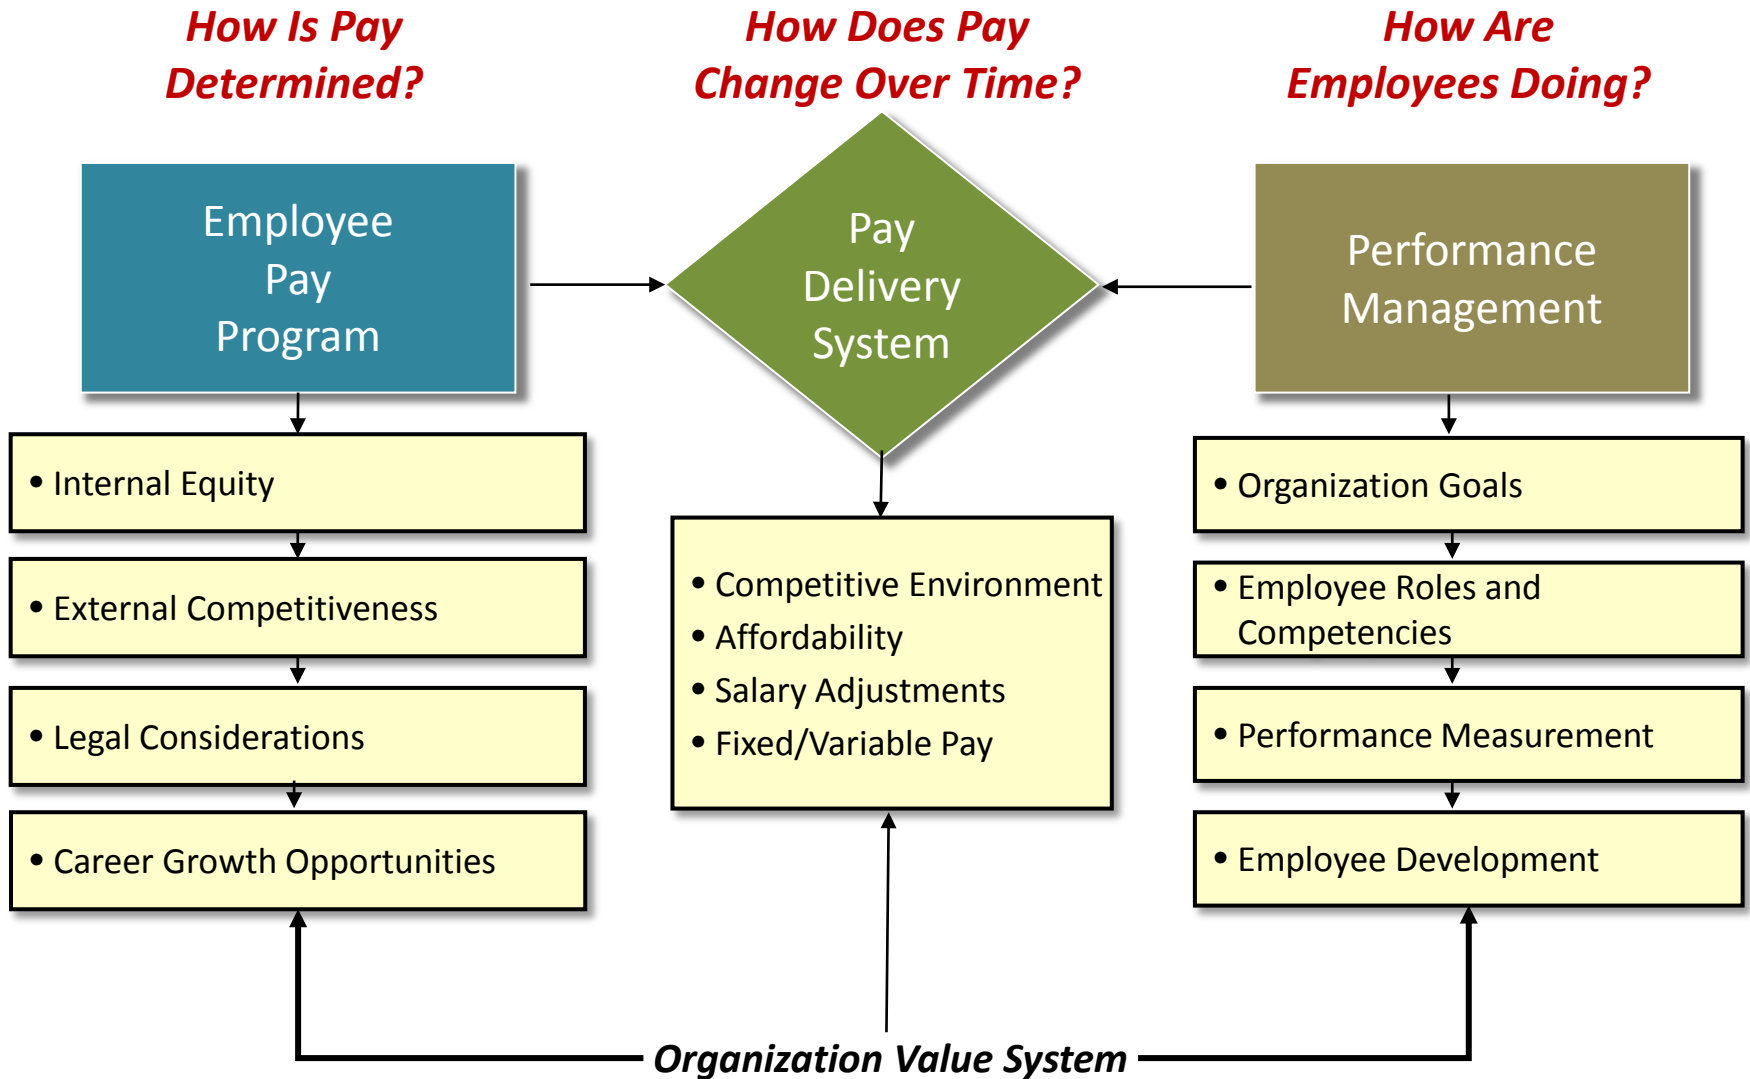 How Is Pay
Determined?
How Does Pay
Change Over Time?
How Are
Employees Doing?
Employee
Pay
Program
Pay
Delivery
System
Performance
Management
• Internal Equity
• External Competitiveness
• Legal Considerations
• Career Growth Opportunities
• Competitive Environment
• Affordability
• Salary Adjustments
• Fixed/Variable Pay
• Organization Goals
• Employee Roles and
Competencies
• Performance Measurement
• Employee Development
Organization Value System